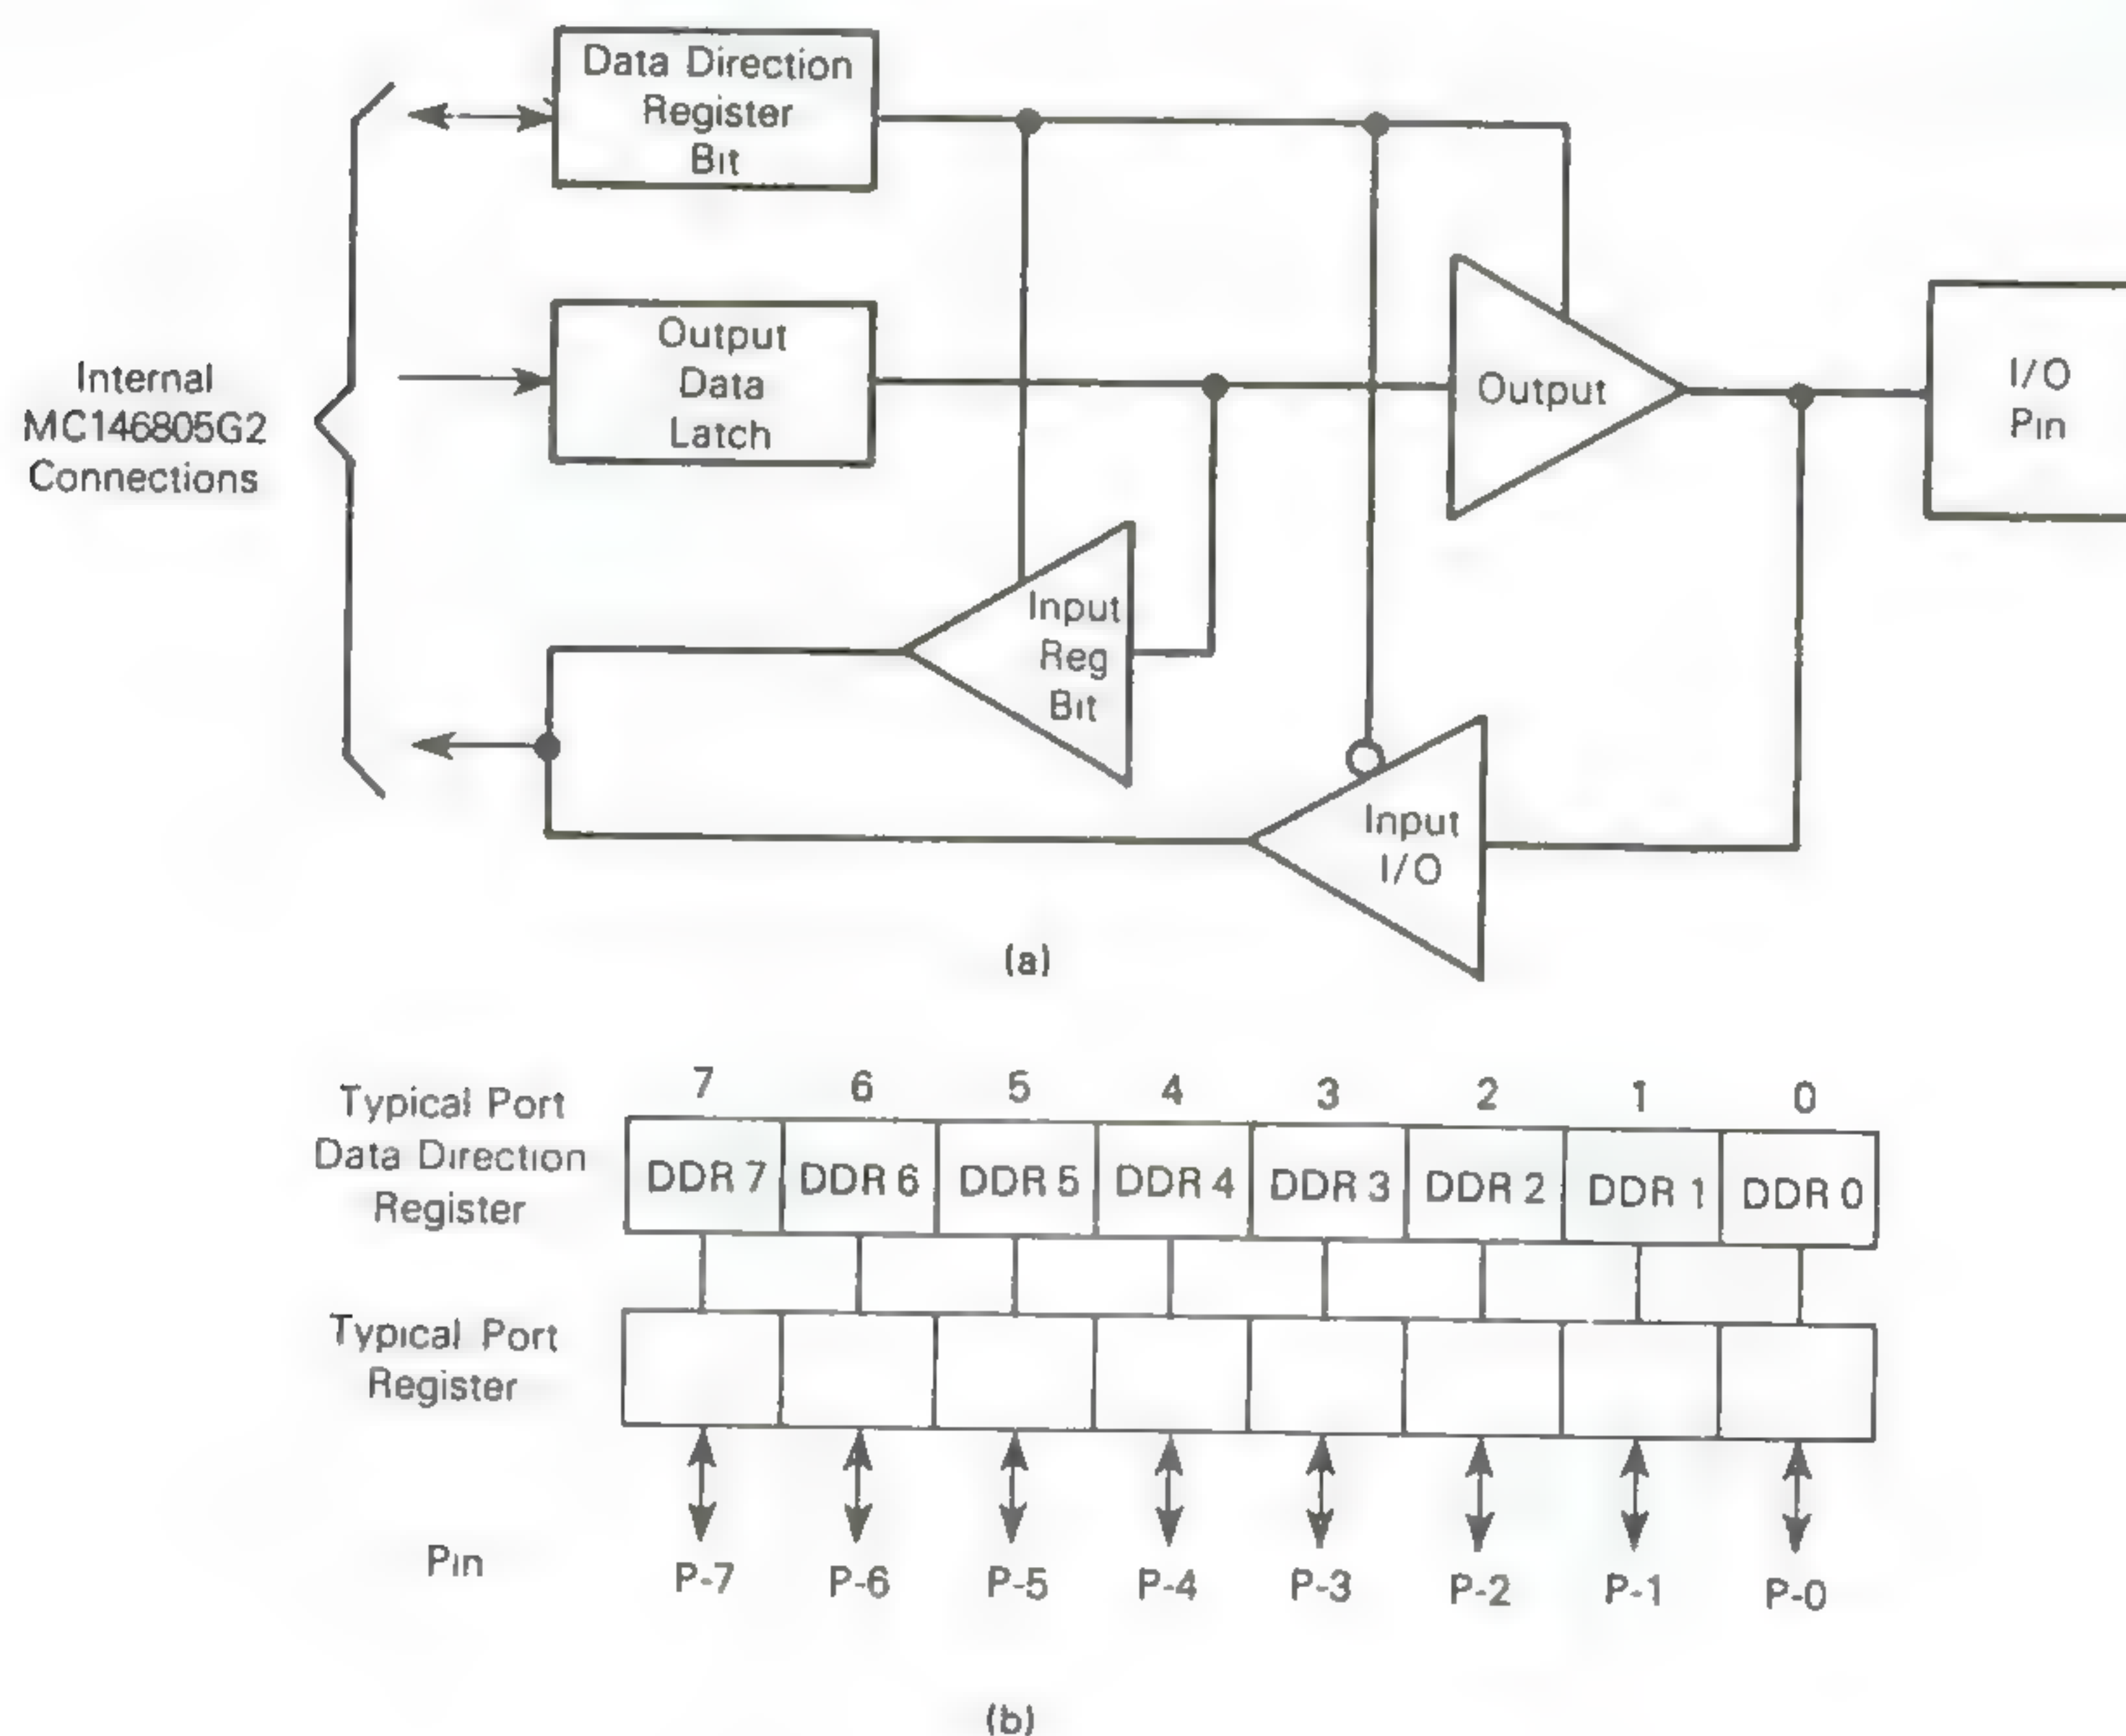 Data Direction
Register
Bit
Output
Data
Latch
Internal
MC146805G2
Connections
Output
I/O
Pin
Input
Reg
Bit
Input
I/O
(a)
Typical Port
Data Direction
Register
7 6 5 4 3 2 1 0
DDR 7 DDR 6 DDR 5 DDR 4 DDR 3 DDR 2 DDR 1 DDR 0
Typical Port
Register
Pin
P-7 P-6 P-5 P-4 P-3 P-2 P-1 P-0
(b)